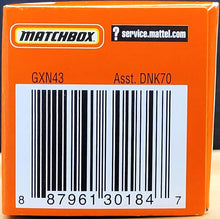 MATCHBOX ? service.mattel.com
GXN43 Asst. DNK70
8 87961 30184 7